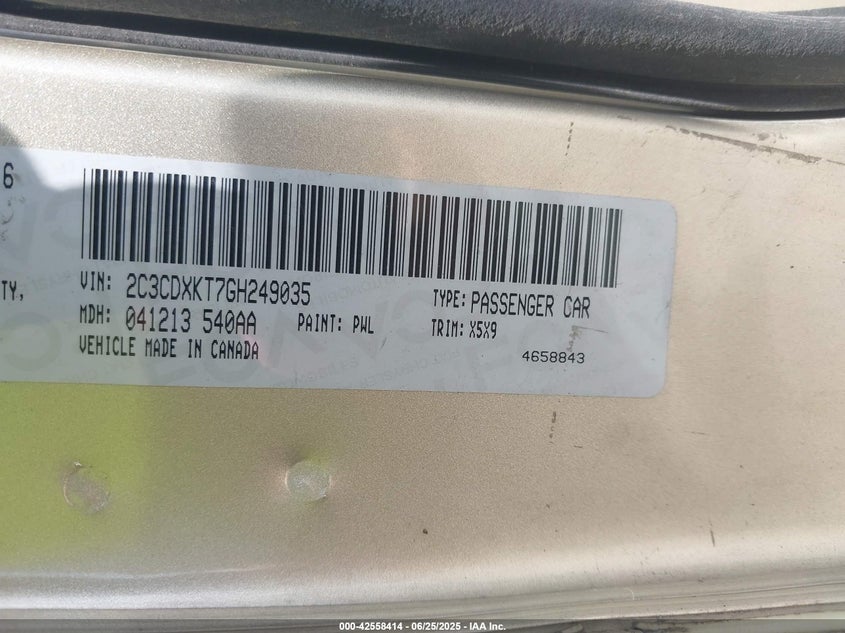 6
TY,
VIN: 2C3CDXKT7GH249035
TYPE: PASSENGER CAR
MDH: 041213 540AA
PAINT: PWL
TRIM: X5X9
VEHICLE MADE IN CANADA
4658843
000-42558414 - 06/25/2025 - IAA Inc.